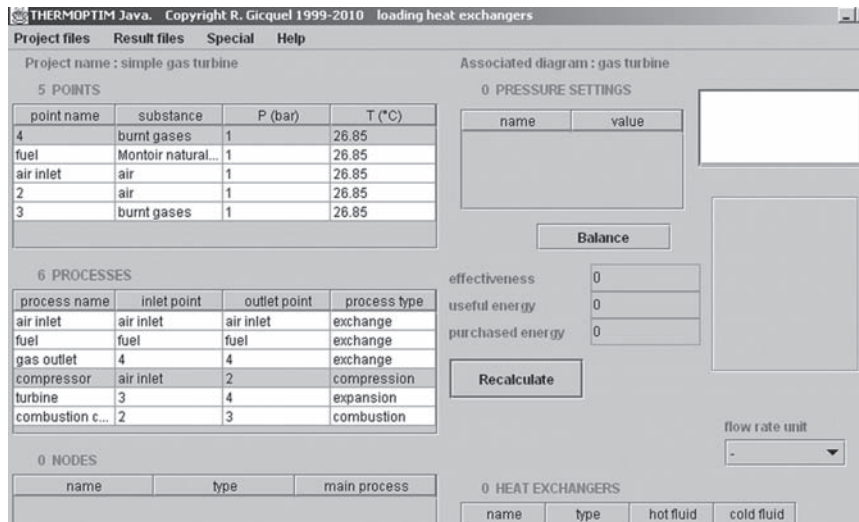 THERMOPTIM Java. Copyright R. Gicquel 1999-2010 loading heat exchangers
Project files Result files Special Help
Project name : simple gas turbine
Associated diagram : gas turbine
5 POINTS
point name substance P (bar) T (°C)
4 burnt gases 1 26.85
fuel Montoir natural... 1 26.85
air inlet air 1 26.85
2 air 1 26.85
3 burnt gases 1 26.85
0 PRESSURE SETTINGS
name value
Balance
6 PROCESSES
process name inlet point outlet point process type
air inlet air inlet air inlet exchange
fuel fuel fuel exchange
gas outlet 4 4 exchange
compressor air inlet 2 compression
turbine 3 4 expansion
combustion c... 2 3 combustion
effectiveness 0
useful energy 0
purchased energy 0
Recalculate
flow rate unit
-
0 NODES
name type main process
0 HEAT EXCHANGERS
name type hot fluid cold fluid